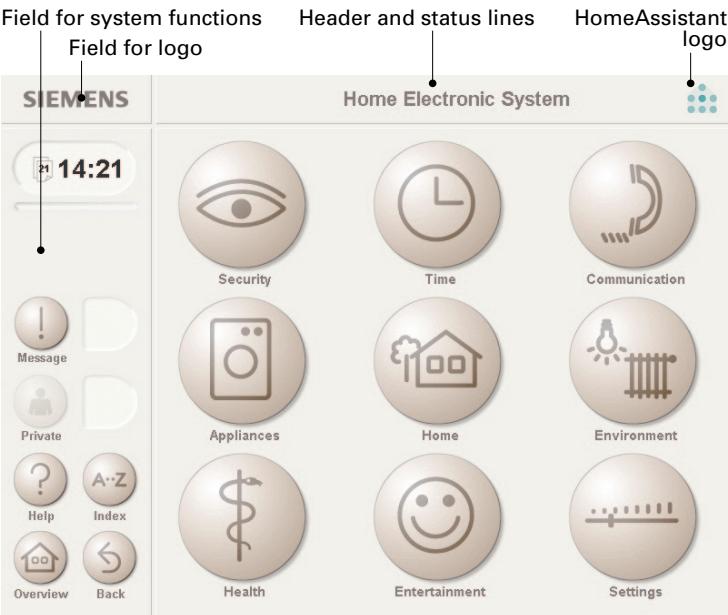 Field for system functions
Header and status lines
HomeAssistant
logo
Field for logo
SIEMENS
Home Electronic System
21 14:21
Security
Time
Communication
Message
Appliances
Home
Environment
Private
A··Z
Help
Index
Overview
Back
Health
Entertainment
Settings